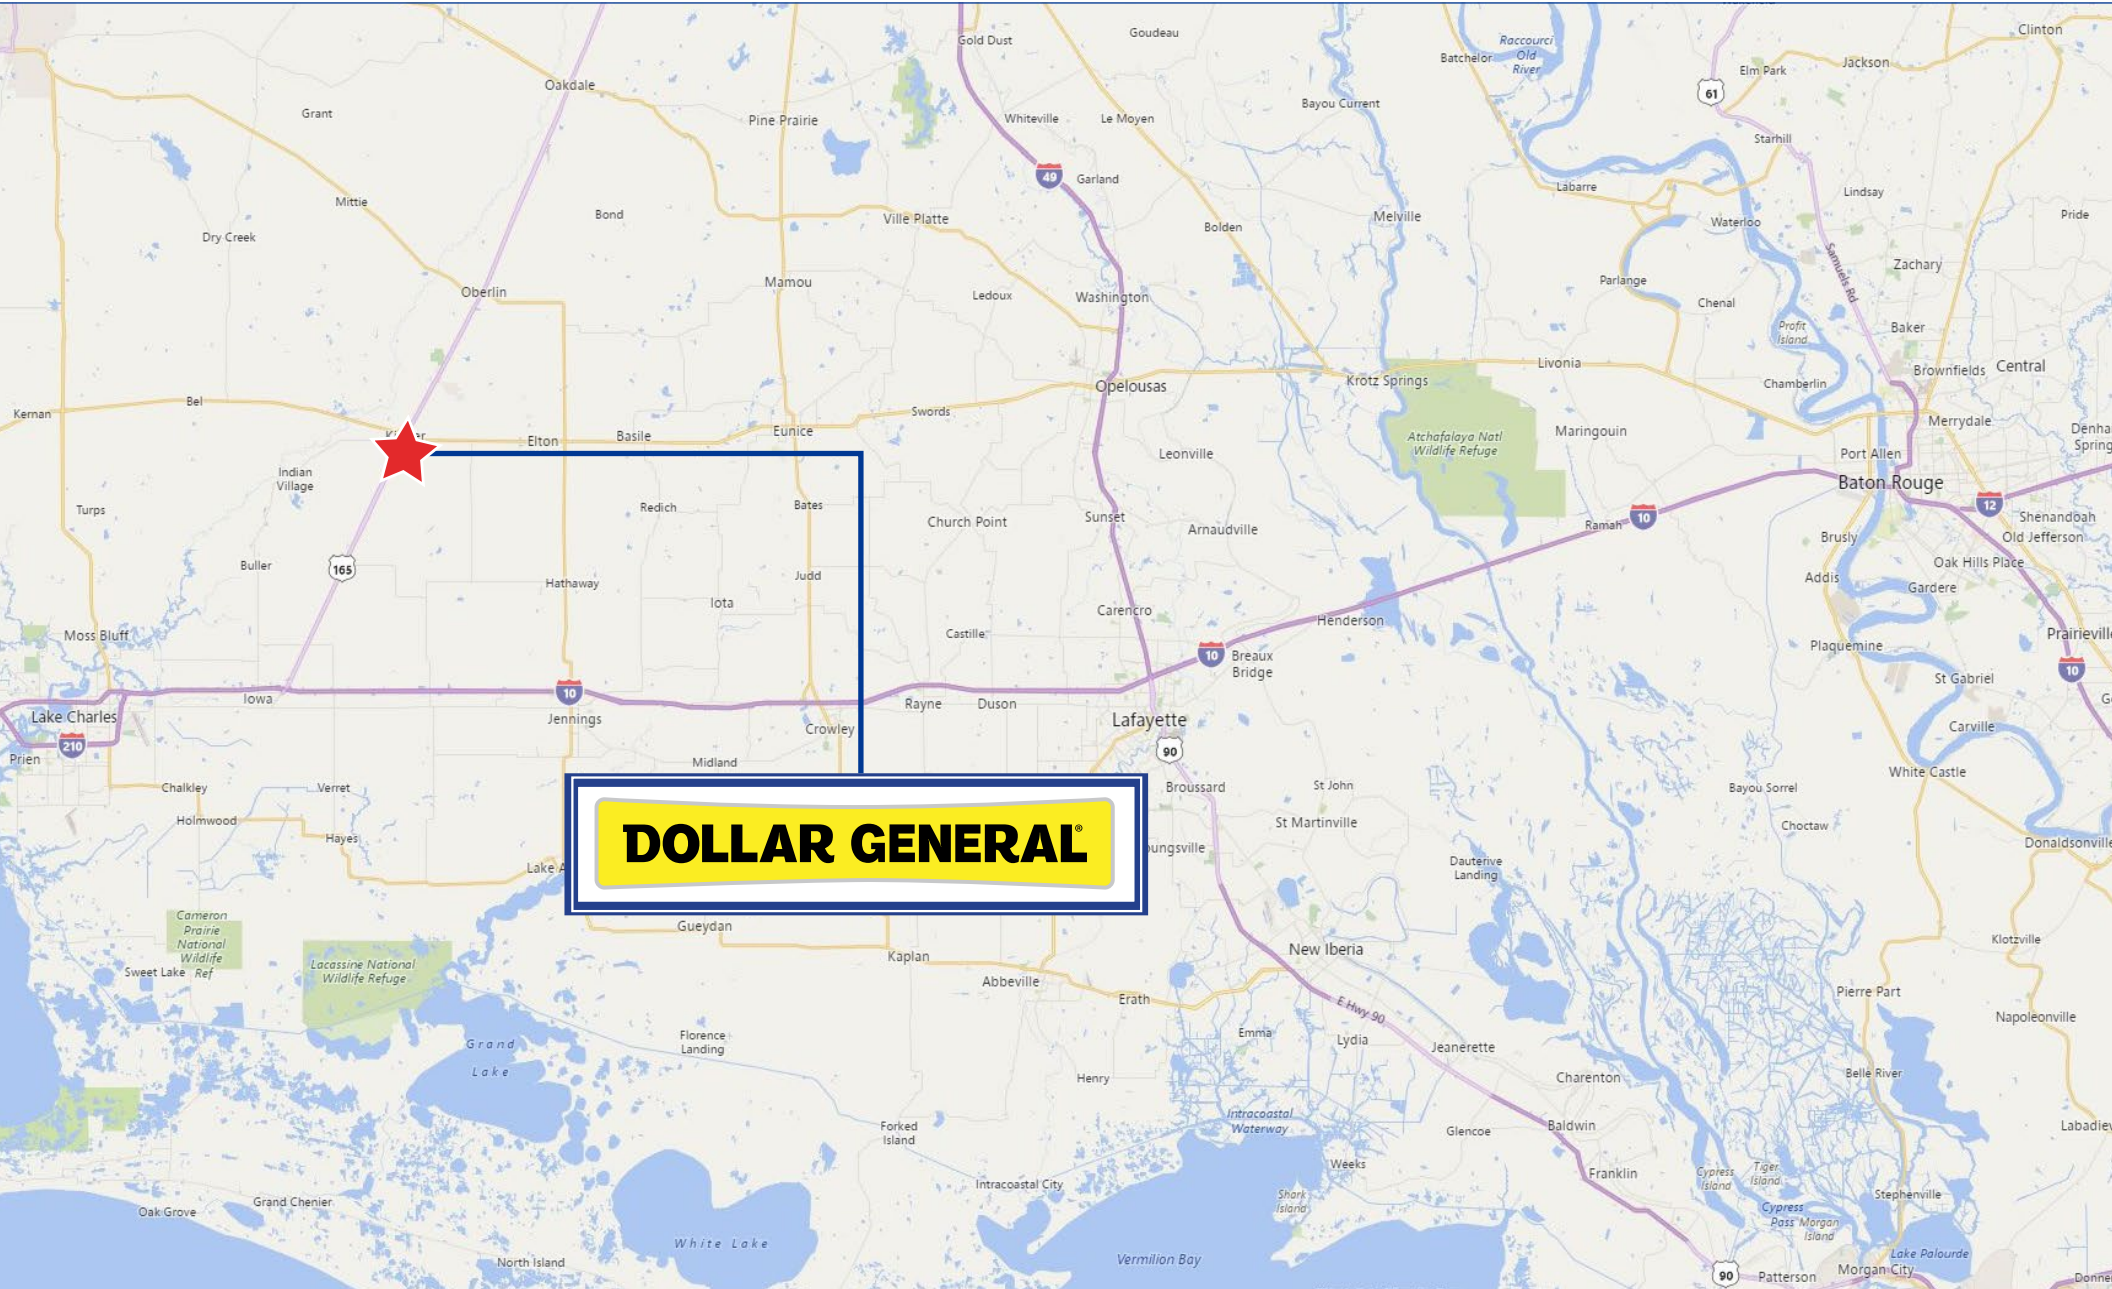 Gold Dust
Goudeau
Clinton
Raccourci
Old
River
Batchelor
Jackson
Elm Park
Oakdale
61
Bayou Current
Grant
Pine Prairie
Whiteville
Le Moyen
Starhill
49
Garland
Labarre
Lindsay
Mittie
Bond
Ville Platte
Melville
Pride
Waterloo
Bolden
Dry Creek
Samuels Rd
Zachary
Mamou
Parlange
Oberlin
Ledoux
Washington
Chenal
Profit
Island
Baker
Livonia
Central
Brownfields
Krotz Springs
Chamberlin
Opelousas
Bel
Kernan
Swords
Merrydale
Eunice
Basile
Elton
Maringouin
Denha
Spring
Atchafalaya Natl
Wildlife Refuge
Leonville
Port Allen
Indian
Village
Baton Rouge
Turps
Redich
Bates
12
Sunset
10
Shenandoah
Church Point
Ramah
Arnaudville
Old Jefferson
Brusly
Buller
165
Oak Hills Place
Hathaway
Judd
Addis
Gardere
Iota
Carencro
Henderson
Moss Bluff
Castille
Prairievill
Plaquemine
10
Breaux
Bridge
10
St Gabriel
10
Iowa
Rayne
Duson
G
Lake Charles
Jennings
Lafayette
Crowley
Carville
210
90
Prien
Midland
White Castle
Chalkley
Verret
Broussard
St John
Bayou Sorrel
Holmwood
St Martinville
Choctaw
Hayes
DOLLAR GENERAL®
oungsville
Donaldsonville
Lake A
Dauterive
Landing
Cameron
Prairie
National
Wildlife
Ref
Gueydan
Klotzville
New Iberia
Kaplan
Sweet Lake
Lacassine National
Wildlife Refuge
Abbeville
Pierre Part
Erath
E Hwy 90
Napoleonville
Florence
Landing
Emma
Lydia
Jeanerette
Grand
Lake
Henry
Charenton
Belle River
Intracoastal
Waterway
Forked
Island
Glencoe
Baldwin
Labadiev
Weeks
Franklin
Cypress
Island
Tiger
Island
Intracoastal City
Shark
Island
Stephenville
Grand Chenier
Oak Grove
Cypress
Pass
Morgan
Island
White Lake
Vermilion Bay
Lake Palourde
North Island
90
Patterson
Morgan City
Donne